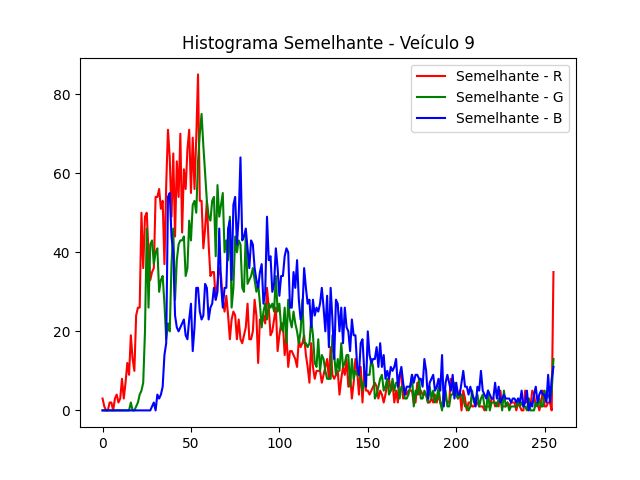 Histograma Semelhante - Veículo 9
Semelhante - R
Semelhante - G
Semelhante - B
80
60
40
20
0
0 50 100 150 200 250